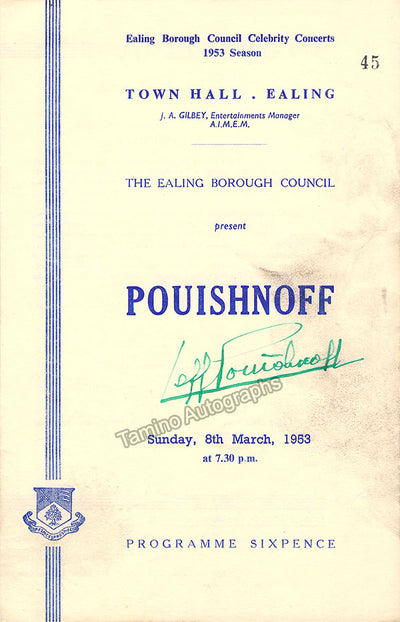 Ealing Borough Council Celebrity Concerts
1953 Season
45
TOWN HALL . EALING
J. A. GILBEY, Entertainments Manager
A.I.M.E.M.
THE EALING BOROUGH COUNCIL
present
POUISHNOFF
Leff Pouishnoff
Tamino Autographs
Sunday, 8th March, 1953
at 7.30 p.m.
PROGRAMME SIXPENCE